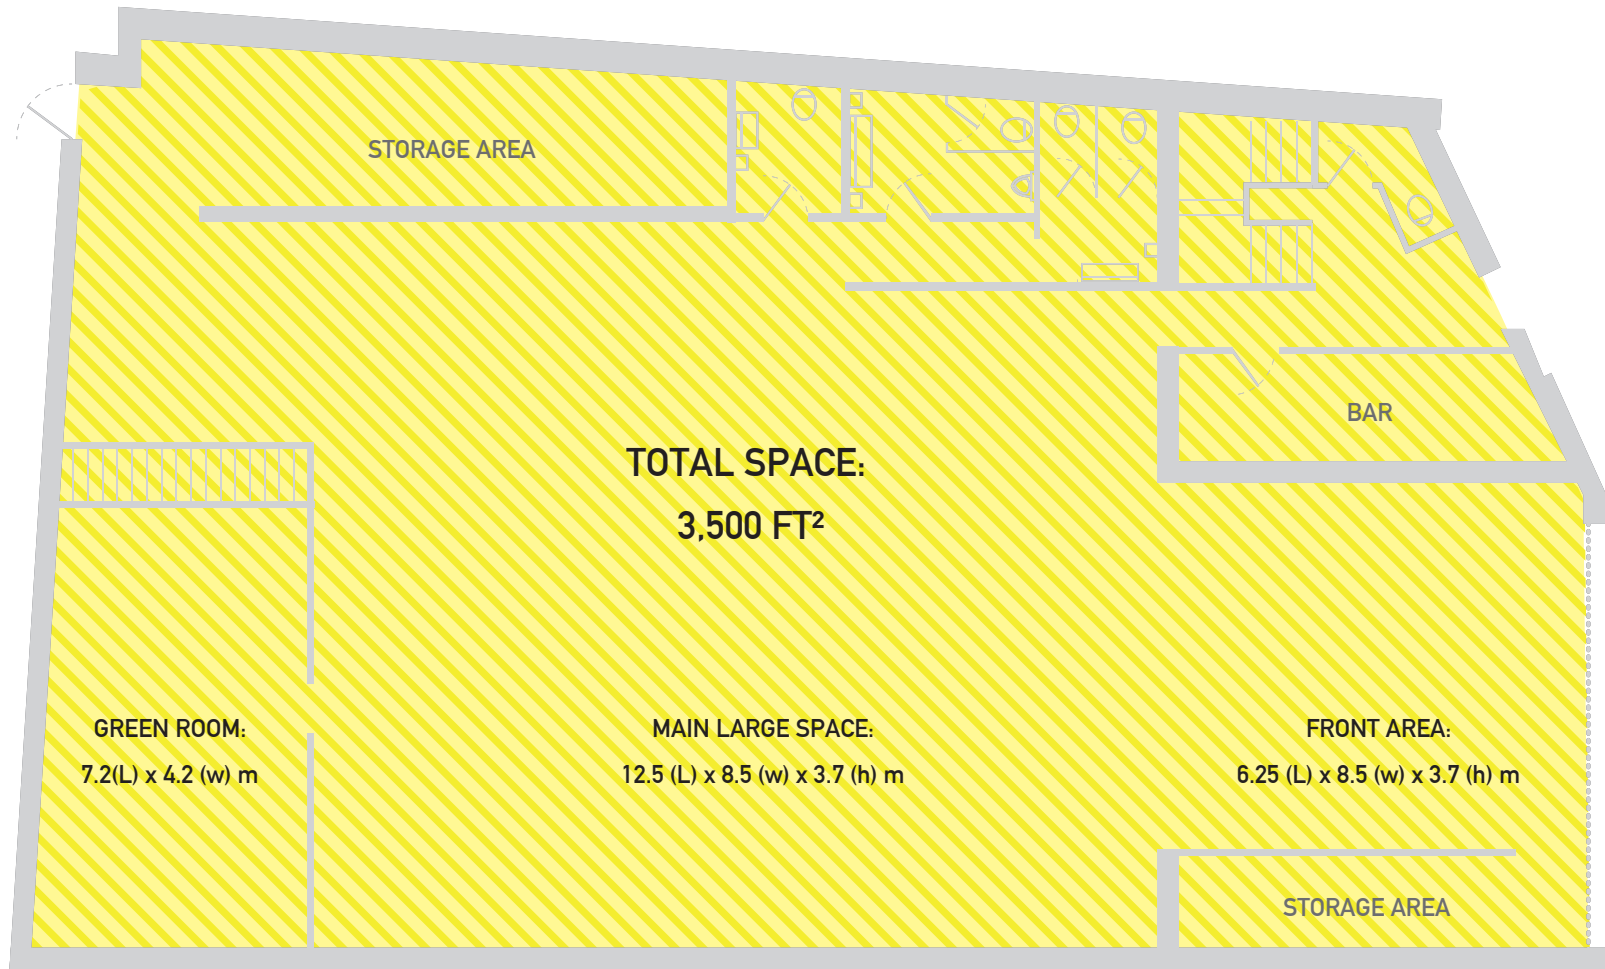 STORAGE AREA
BAR
TOTAL SPACE:
3,500 FT²
GREEN ROOM:
7.2(L) x 4.2 (w) m
MAIN LARGE SPACE:
12.5 (L) x 8.5 (w) x 3.7 (h) m
FRONT AREA:
6.25 (L) x 8.5 (w) x 3.7 (h) m
STORAGE AREA